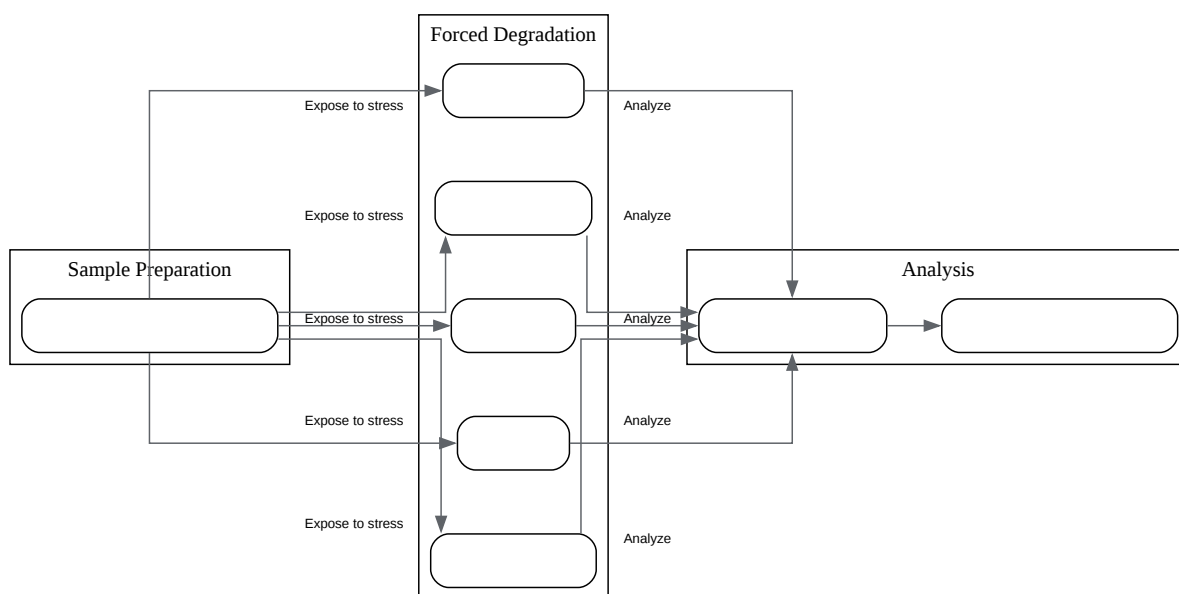 Forced Degradation
Expose to stress
Analyze
Expose to stress
Analyze
Sample Preparation
Analysis
Expose to stress
Analyze
Expose to stress
Analyze
Expose to stress
Analyze